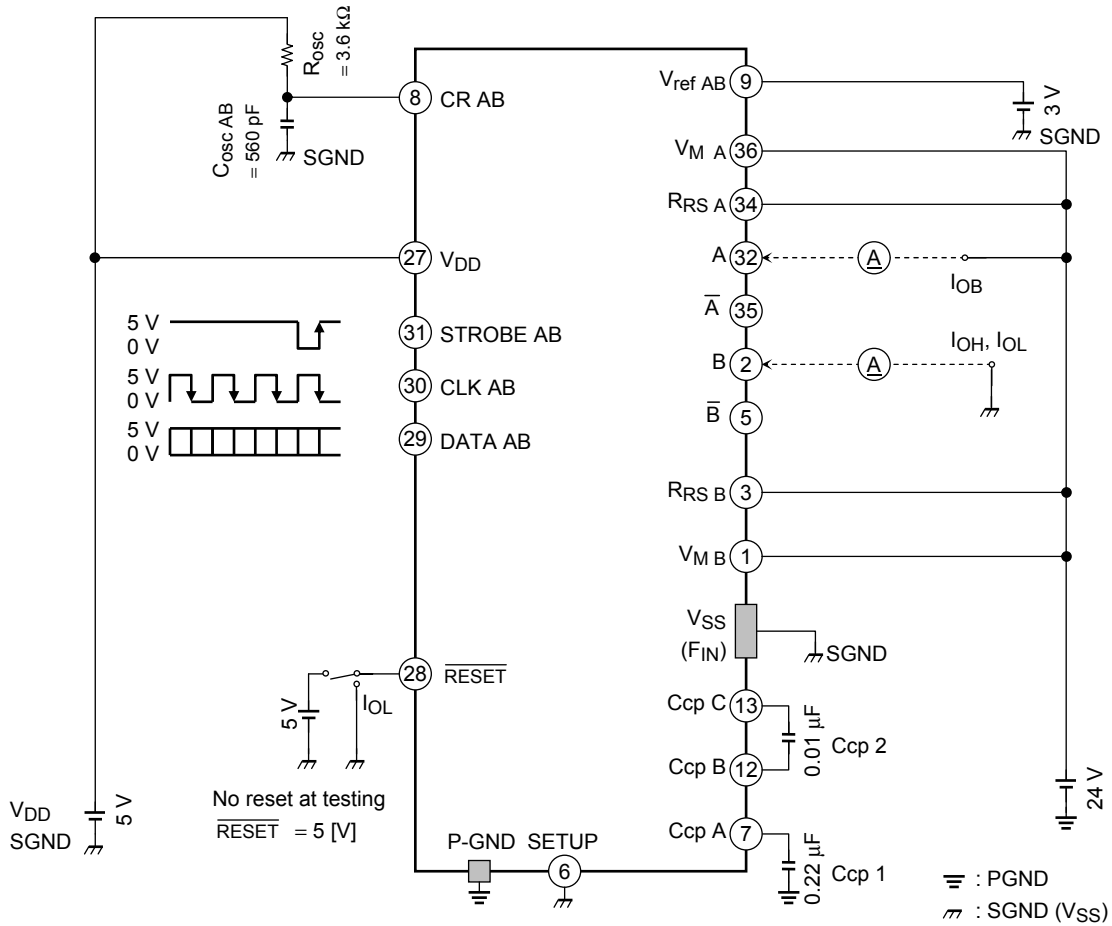 Rosc
= 3.6 kΩ
Cosc AB
= 560 pF
SGND
8
CR AB
Vref AB
9
3 V
SGND
VM A
36
RRS A
34
27
VDD
A
32
A
IOB
A̅
35
5 V
0 V
31
STROBE AB
5 V
0 V
30
CLK AB
5 V
0 V
29
DATA AB
B
2
A
IOH, IOL
B̅
5
RRS B
3
VM B
1
VSS
(FIN)
SGND
28
R̅E̅S̅E̅T̅
IOL
5 V
No reset at testing
R̅E̅S̅E̅T̅ = 5 [V]
Ccp C
13
0.01 µF
Ccp 2
Ccp B
12
Ccp A
7
0.22 µF
Ccp 1
24 V
VDD
SGND
5 V
P-GND
SETUP
6
: PGND
: SGND (VSS)